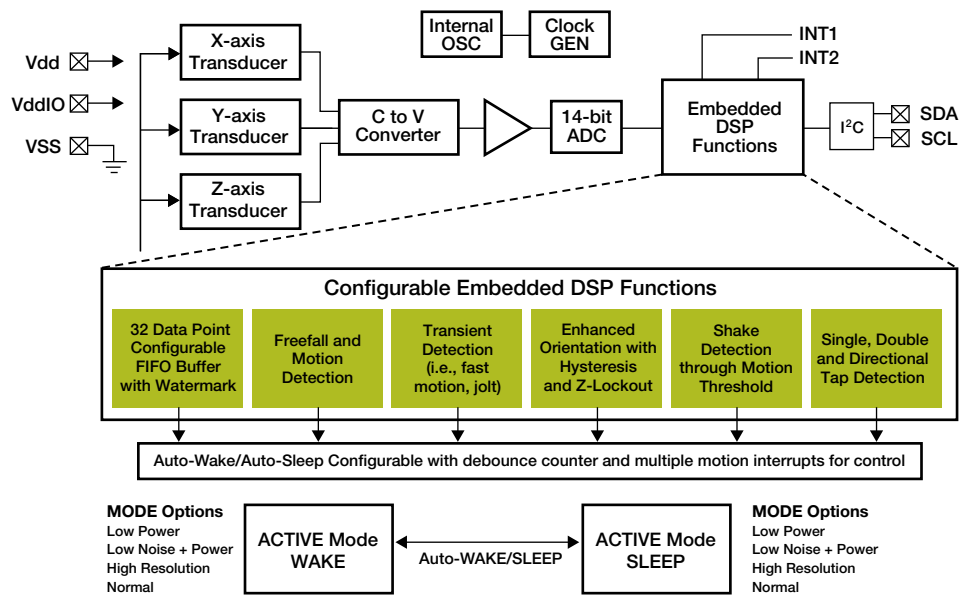 Vdd
VddIO
VSS
X-axis
Transducer
Y-axis
Transducer
Z-axis
Transducer
Internal
OSC
Clock
GEN
C to V
Converter
14-bit
ADC
Embedded
DSP
Functions
INT1
INT2
I²C
SDA
SCL
Configurable Embedded DSP Functions
32 Data Point
Configurable
FIFO Buffer
with Watermark
Freefall and
Motion
Detection
Transient
Detection
(i.e., fast
motion, jolt)
Enhanced
Orientation with
Hysteresis
and Z-Lockout
Shake
Detection
through Motion
Threshold
Single, Double
and Directional
Tap Detection
Auto-Wake/Auto-Sleep Configurable with debounce counter and multiple motion interrupts for control
MODE Options
Low Power
Low Noise + Power
High Resolution
Normal
ACTIVE Mode
WAKE
Auto-WAKE/SLEEP
ACTIVE Mode
SLEEP
MODE Options
Low Power
Low Noise + Power
High Resolution
Normal